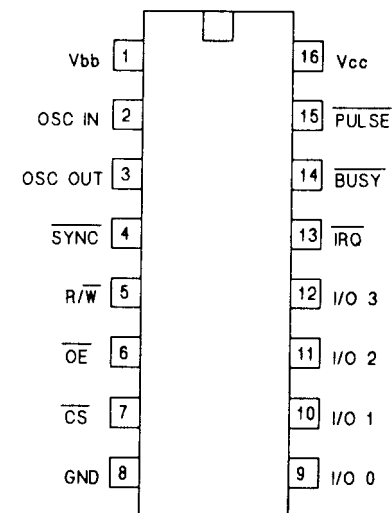 Vbb 1 16 Vcc
OSC IN 2 15 PULSE
OSC OUT 3 14 BUSY
SYNC 4 13 IRQ
R/W 5 12 I/O 3
OE 6 11 I/O 2
CS 7 10 I/O 1
GND 8 9 I/O 0